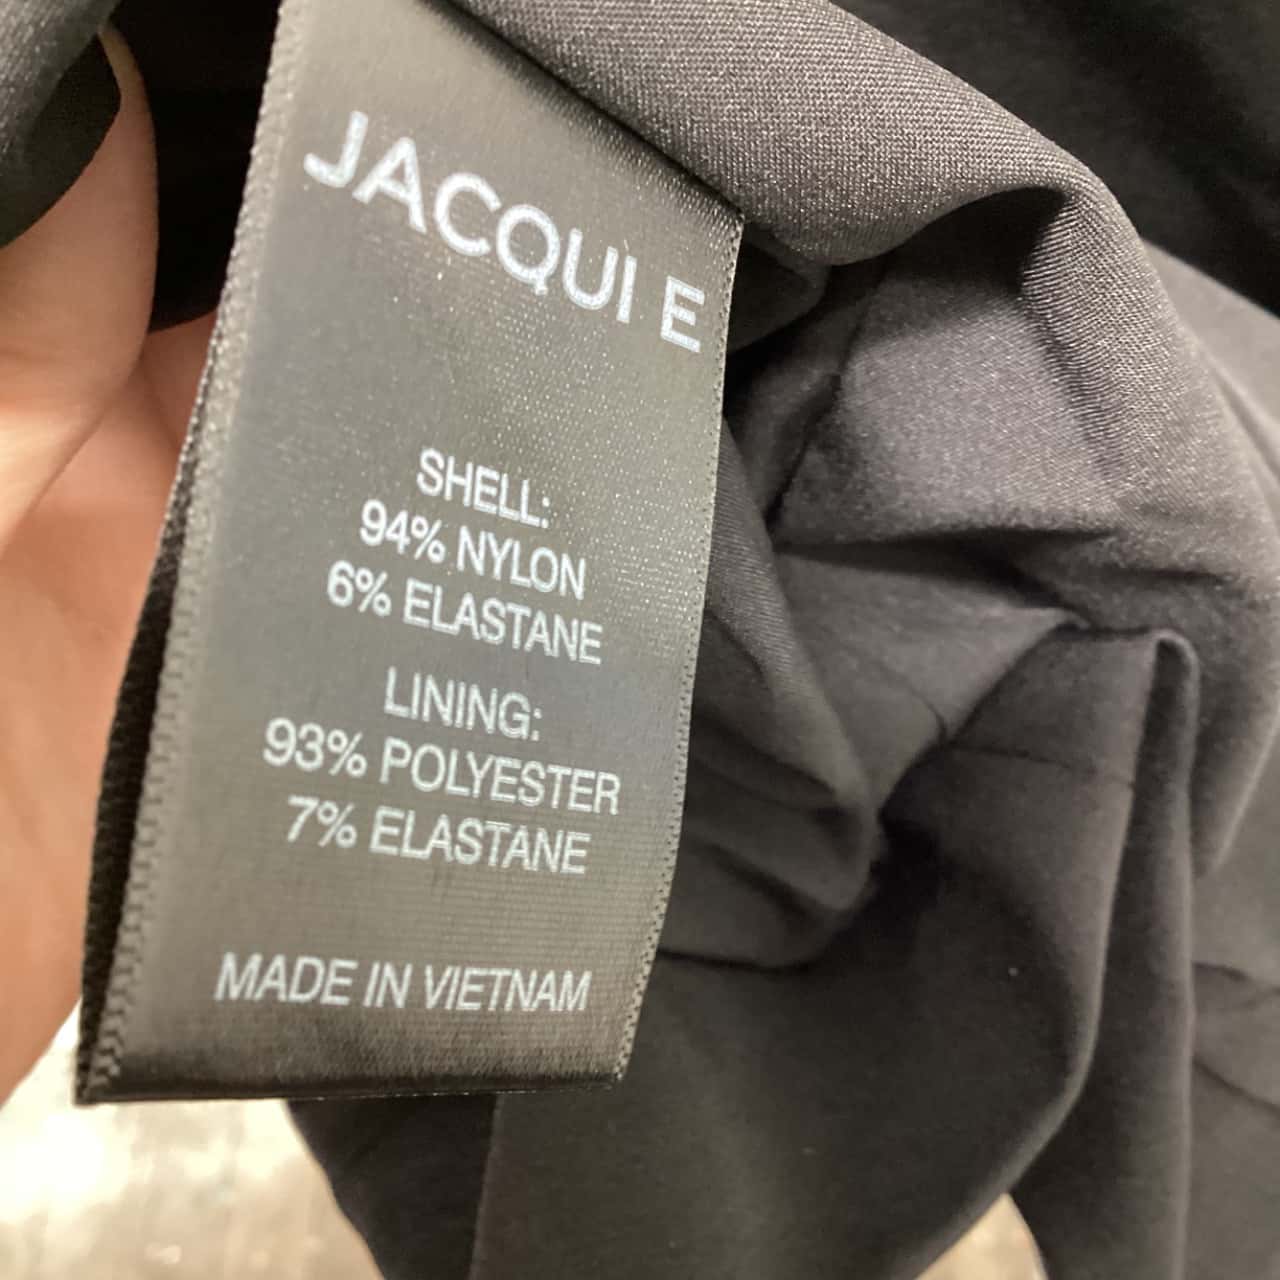 JACQUI E
SHELL:
94% NYLON
6% ELASTANE
LINING:
93% POLYESTER
7% ELASTANE
MADE IN VIETNAM